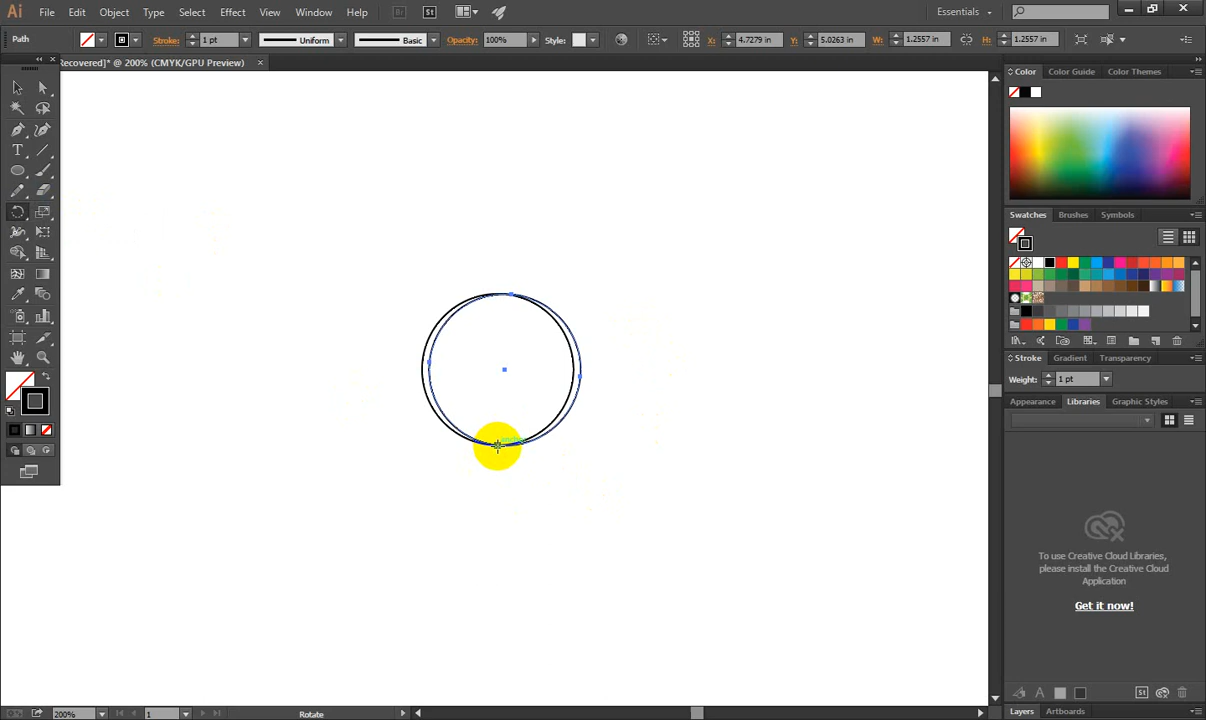 Ai File Edit Object Type Select Effect View Window Help Br St Essentials
Path Stroke: 1 pt Uniform Basic Opacity: 100% Style: X: 4.7279 in Y: 5.0263 in W: 1.2557 in H: 1.2557 in
Recovered]* @ 200% (CMYK/GPU Preview)
Color Color Guide Color Themes
T
Swatches Brushes Symbols
Stroke Gradient Transparency
Weight: 1 pt
Appearance Libraries Graphic Styles
To use Creative Cloud Libraries,
please install the Creative Cloud
Application
Get it now!
A St
200% 1 Rotate
Layers Artboards